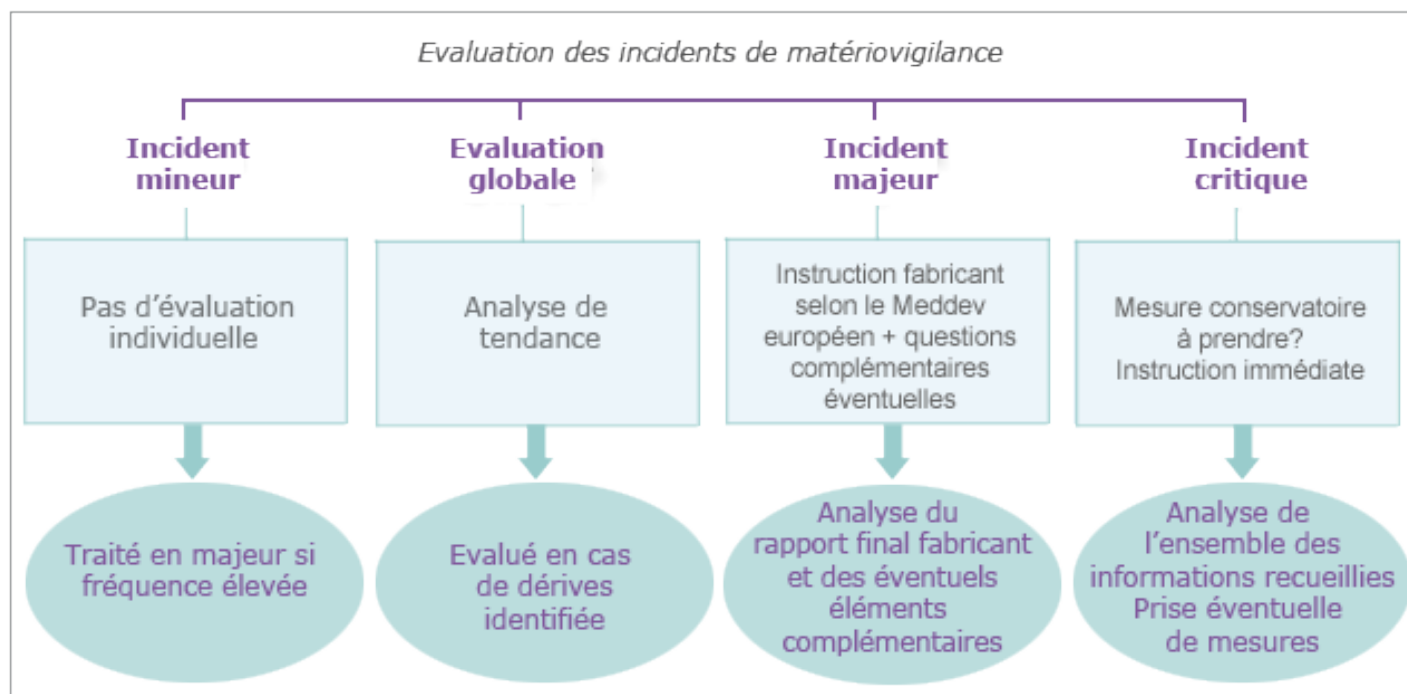 Evaluation des incidents de matériovigilance
Incident
mineur
Evaluation
globale
Incident
majeur
Incident
critique
Pas d’évaluation
individuelle
Analyse de
tendance
Instruction fabricant
selon le Meddev
européen + questions
complémentaires
éventuelles
Mesure conservatoire
à prendre?
Instruction immédiate
Traité en majeur si
fréquence élevée
Evalué en cas
de dérives
identifiée
Analyse du
rapport final fabricant
et des éventuels
éléments
complémentaires
Analyse de
l’ensemble des
informations recueillies
Prise éventuelle
de mesures